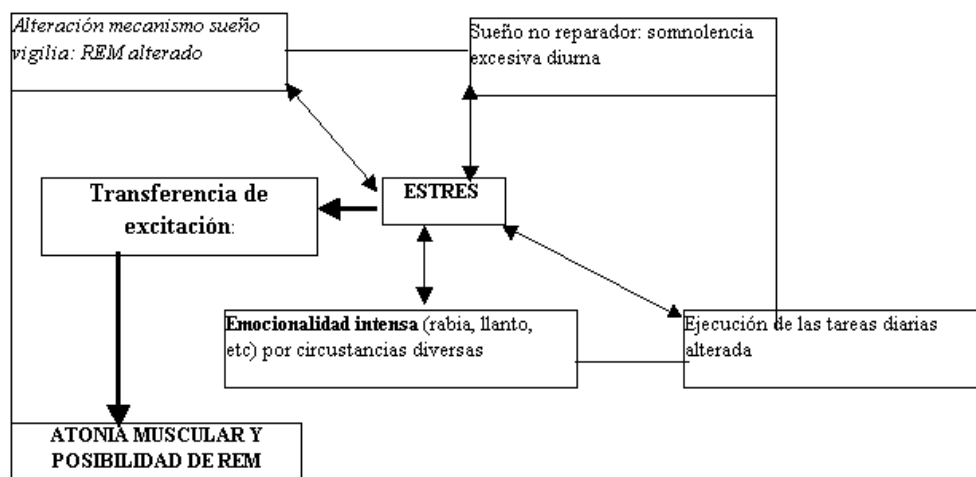 Alteración mecanismo sueño
vigilia: REM alterado
Sueño no reparador: somnolencia
excesiva diurna
ESTRES
Transferencia de
excitación:
Emocionalidad intensa (rabia, llanto,
etc) por circustancias diversas
Ejecución de las tareas diarias
alterada
ATONIA MUSCULAR Y
POSIBILIDAD DE REM